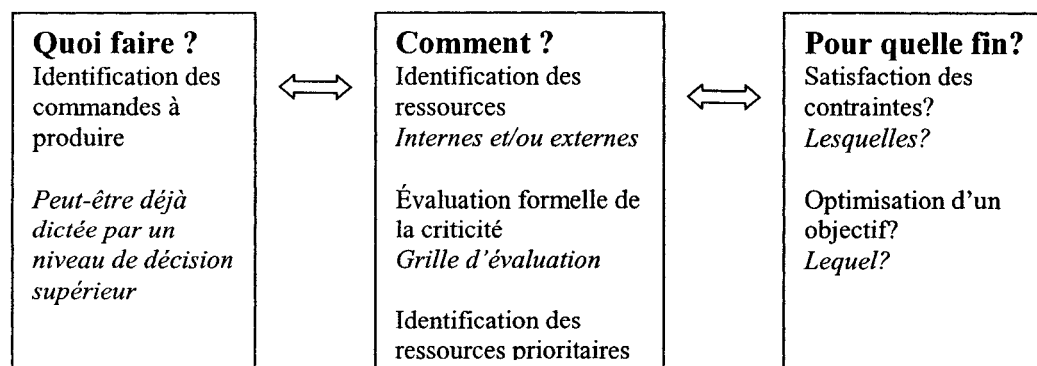 Quoi faire ?
Identification des
commandes à
produire
Peut-être déjà
dictée par un
niveau de décision
supérieur
Comment ?
Identification des
ressources
Internes et/ou externes
Évaluation formelle de
la criticité
Grille d'évaluation
Identification des
ressources prioritaires
Pour quelle fin?
Satisfaction des
contraintes?
Lesquelles?
Optimisation d'un
objectif?
Lequel?